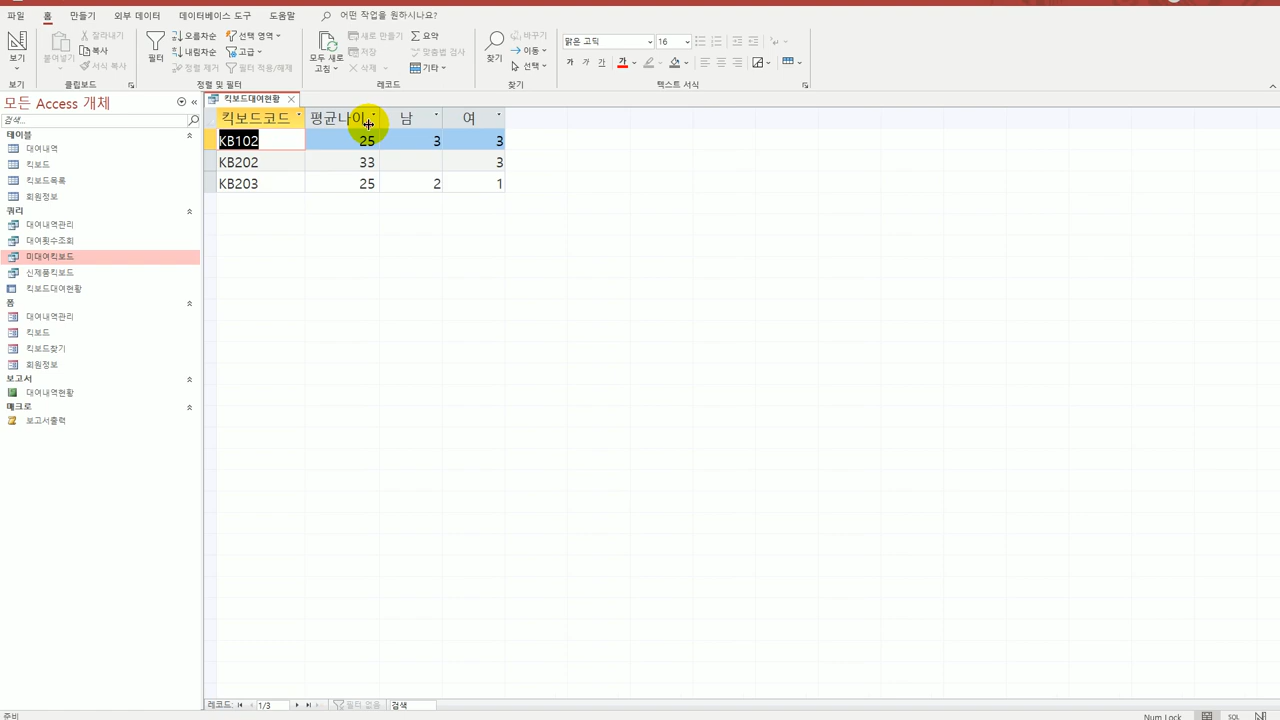 파일 홈 만들기 외부 데이터 데이터베이스 도구 도움말 어떤 작업을 원하시나요?
잘라내기 오름차순 선택 영역 새로 만들기 요약 바꾸기 맑은 고딕 16
복사 내림차순 고급 저장 맞춤법 검사 이동
보기 붙여넣기 서식 복사 필터 정렬 제거 필터 적용/해제 모두 새로 고침 삭제 기타 찾기 선택 가 가 가 가
보기 클립보드 정렬 및 필터 레코드 찾기 텍스트 서식
모든 Access 개체
검색...
테이블
대여내역
킥보드
킥보드목록
회원정보
쿼리
대여내역관리
대여횟수조회
미대여킥보드
신제품킥보드
킥보드대여현황
폼
대여내역관리
킥보드
킥보드찾기
회원정보
보고서
대여내역현황
매크로
보고서출력
킥보드대여현황
킥보드코드 평균나이 남 여
KB102 25 3 3
KB202 33 3
KB203 25 2 1
레코드: 1/3 필터 없음 검색
준비 Num Lock SQL